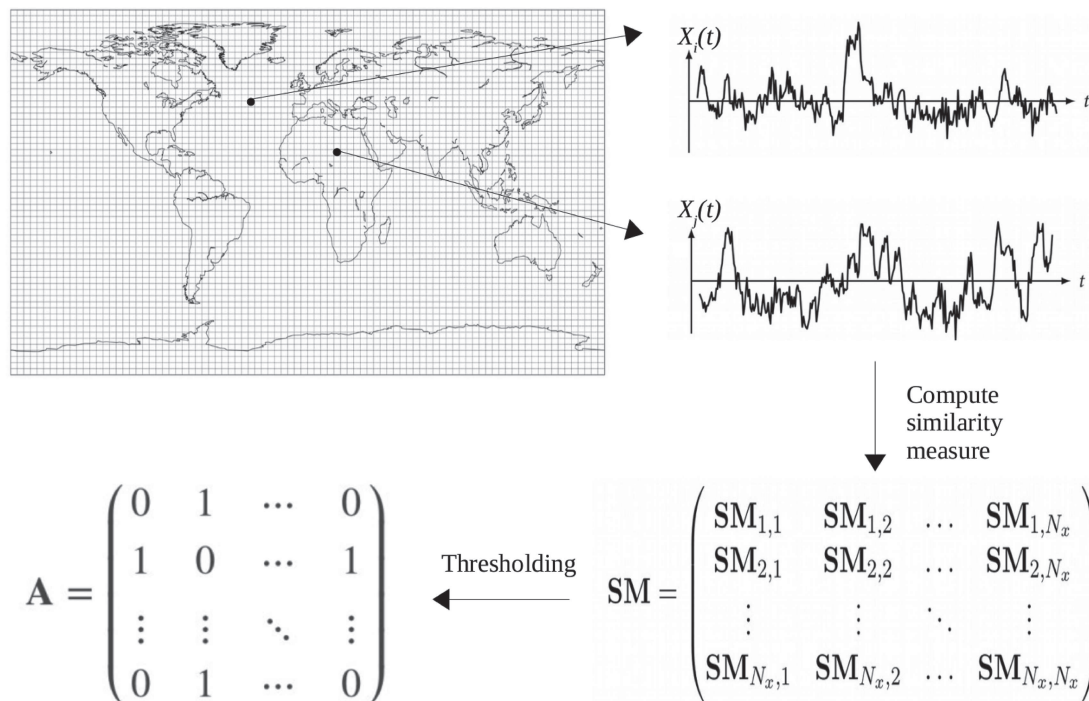 X_i(t)
t
X_j(t)
t
Compute
similarity
measure
A = ( 0 1 ⋯ 0
1 0 ⋯ 1
⋮ ⋮ ⋱ ⋮
0 1 ⋯ 0 )
Thresholding
SM = ( SM_{1,1} SM_{1,2} … SM_{1,N_x}
SM_{2,1} SM_{2,2} … SM_{2,N_x}
⋮ ⋮ ⋱ ⋮
SM_{N_x,1} SM_{N_x,2} … SM_{N_x,N_x} )